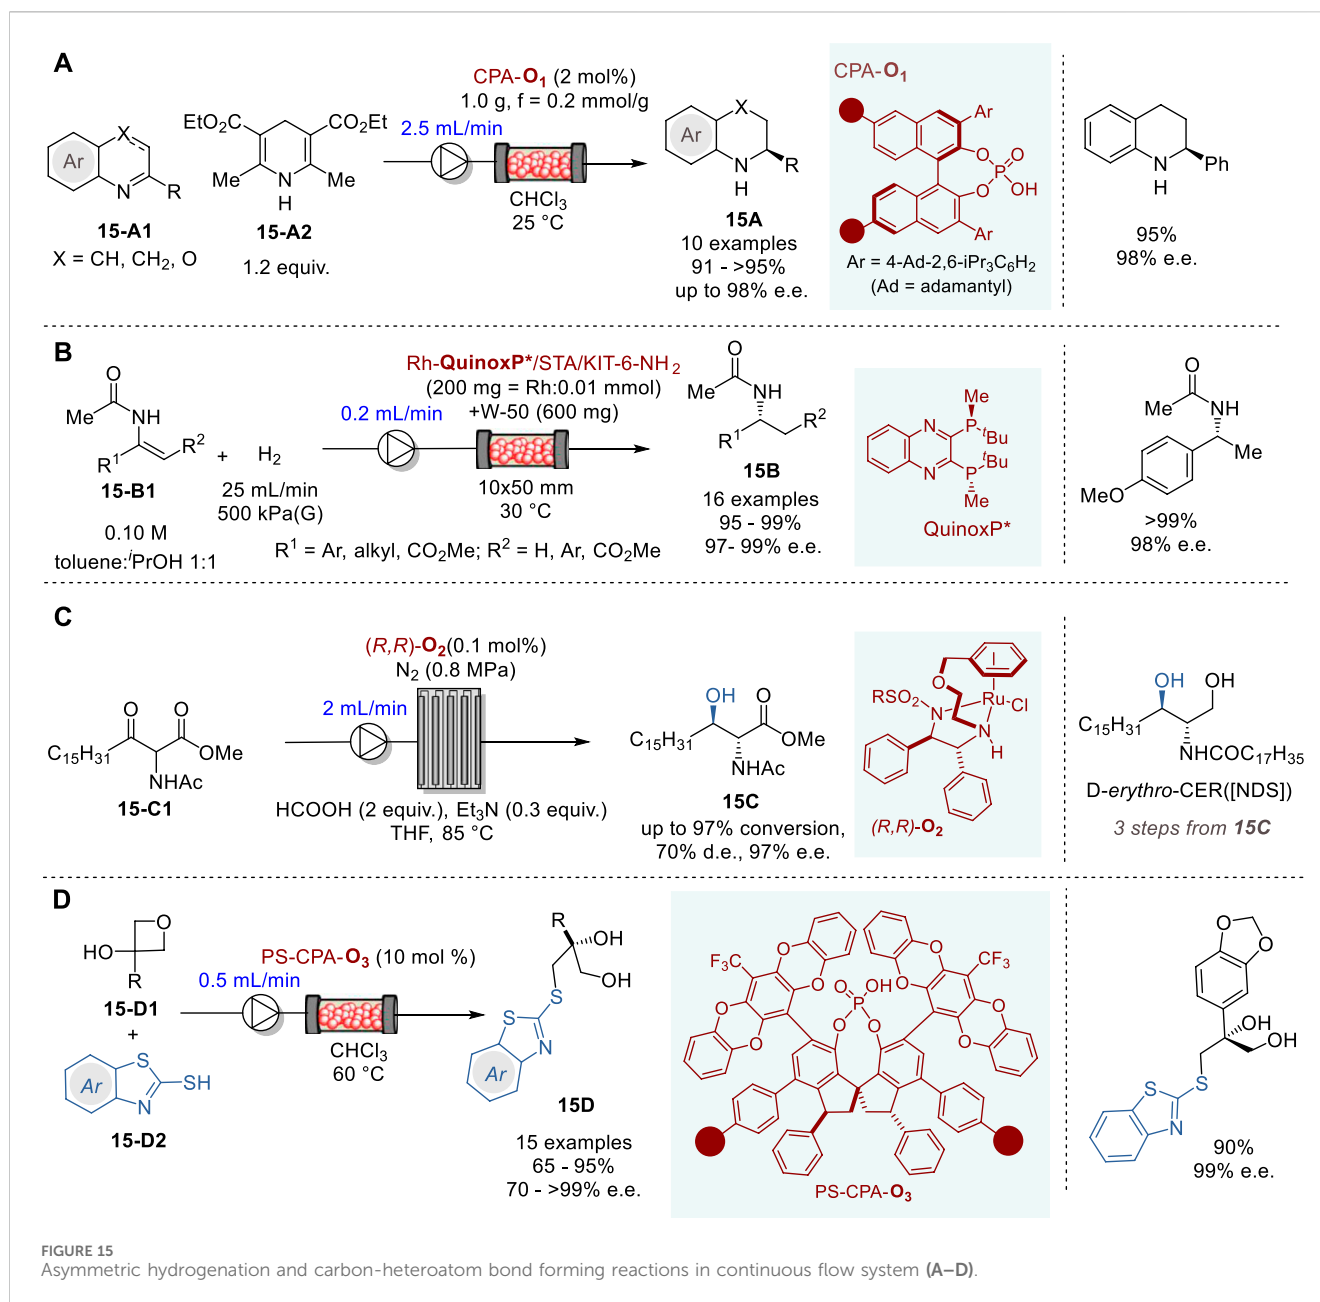 A
CPA-O1 (2 mol%)
1.0 g, f = 0.2 mmol/g
2.5 mL/min
CHCl3
25 °C
X
Ar
N
R
15-A1
X = CH, CH2, O
EtO2C
CO2Et
Me
N
H
Me
15-A2
1.2 equiv.
X
Ar
N
H
R
15A
10 examples
91 - >95%
up to 98% e.e.
CPA-O1
Ar
O
O
P
O
OH
Ar
Ar = 4-Ad-2,6-iPr3C6H2
(Ad = adamantyl)
N
H
Ph
95%
98% e.e.
B
Rh-QuinoxP*/STA/KIT-6-NH2
(200 mg = Rh:0.01 mmol)
+W-50 (600 mg)
0.2 mL/min
10x50 mm
30 °C
O
Me
NH
R1
R2
15-B1
0.10 M
toluene:iPrOH 1:1
+
H2
25 mL/min
500 kPa(G)
R1 = Ar, alkyl, CO2Me; R2 = H, Ar, CO2Me
O
Me
NH
R1
R2
15B
16 examples
95 - 99%
97- 99% e.e.
Me
N
P
tBu
tBu
N
P
Me
QuinoxP*
O
Me
NH
Me
MeO
>99%
98% e.e.
C
(R,R)-O2(0.1 mol%)
N2 (0.8 MPa)
2 mL/min
HCOOH (2 equiv.), Et3N (0.3 equiv.)
THF, 85 °C
O
O
C15H31
OMe
NHAc
15-C1
OH
O
C15H31
OMe
NHAc
15C
up to 97% conversion,
70% d.e., 97% e.e.
O
RSO2
Ru
Cl
N
N
H
(R,R)-O2
OH
OH
C15H31
NHCOC17H35
D-erythro-CER([NDS])
3 steps from 15C
D
PS-CPA-O3 (10 mol %)
0.5 mL/min
CHCl3
60 °C
O
HO
R
15-D1
+
S
Ar
SH
N
15-D2
R
OH
OH
S
S
N
Ar
15D
15 examples
65 - 95%
70 - >99% e.e.
O
O
F3C
CF3
O
O
O
OH
P
O
O
O
O
O
O
PS-CPA-O3
O
O
OH
OH
S
S
N
90%
99% e.e.
FIGURE 15
Asymmetric hydrogenation and carbon-heteroatom bond forming reactions in continuous flow system (A–D).